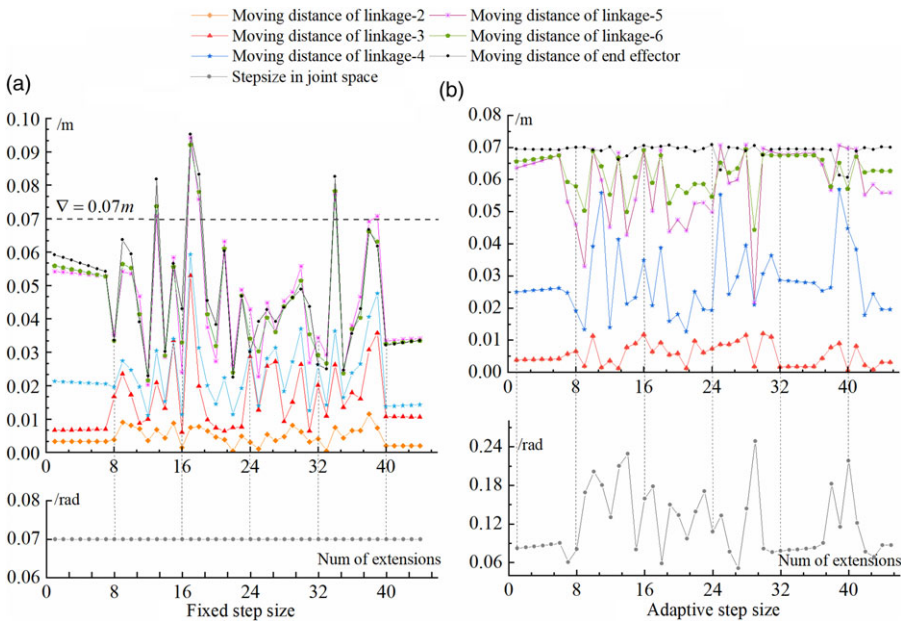 Moving distance of linkage-2 Moving distance of linkage-5
Moving distance of linkage-3 Moving distance of linkage-6
Moving distance of linkage-4 Moving distance of end effector
Stepsize in joint space
(a)
/m
0.10
0.09
0.08
0.07
∇ = 0.07m
0.06
0.05
0.04
0.03
0.02
0.01
0.00
0 8 16 24 32 40
0.08
/rad
0.07
Num of extensions
0.06
0 8 16 24 32 40
Fixed step size
(b)
0.08
/m
0.07
0.06
0.05
0.04
0.03
0.02
0.01
0.00
0 8 16 24 32 40
/rad
0.24
0.18
0.12
0.06
Num of extensions
0 8 16 24 32 40
Adaptive step size